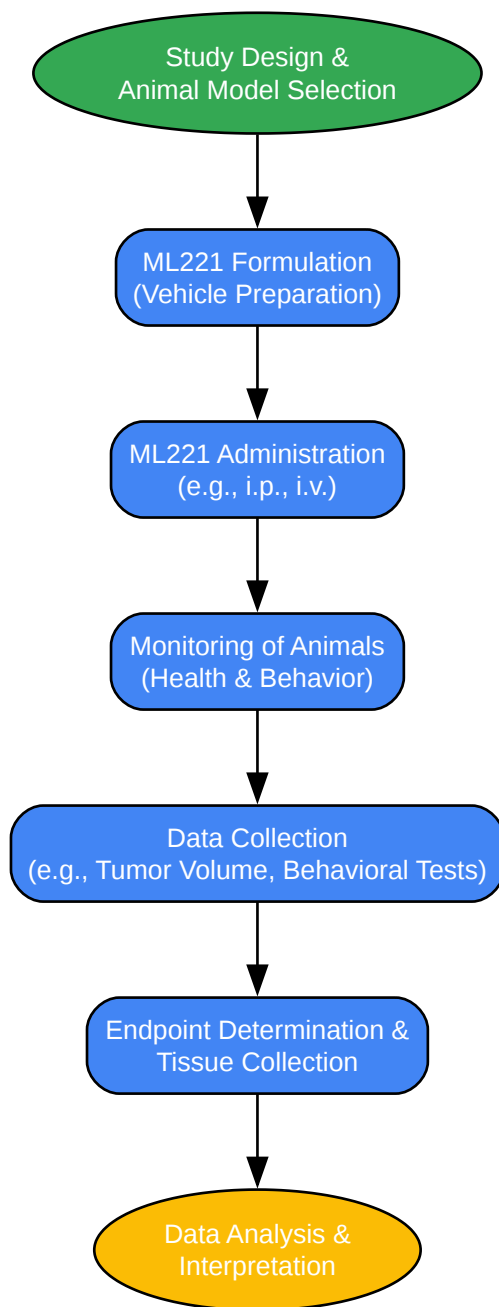 Study Design &
Animal Model Selection
ML221 Formulation
(Vehicle Preparation)
ML221 Administration
(e.g., i.p., i.v.)
Monitoring of Animals
(Health & Behavior)
Data Collection
(e.g., Tumor Volume, Behavioral Tests)
Endpoint Determination &
Tissue Collection
Data Analysis &
Interpretation